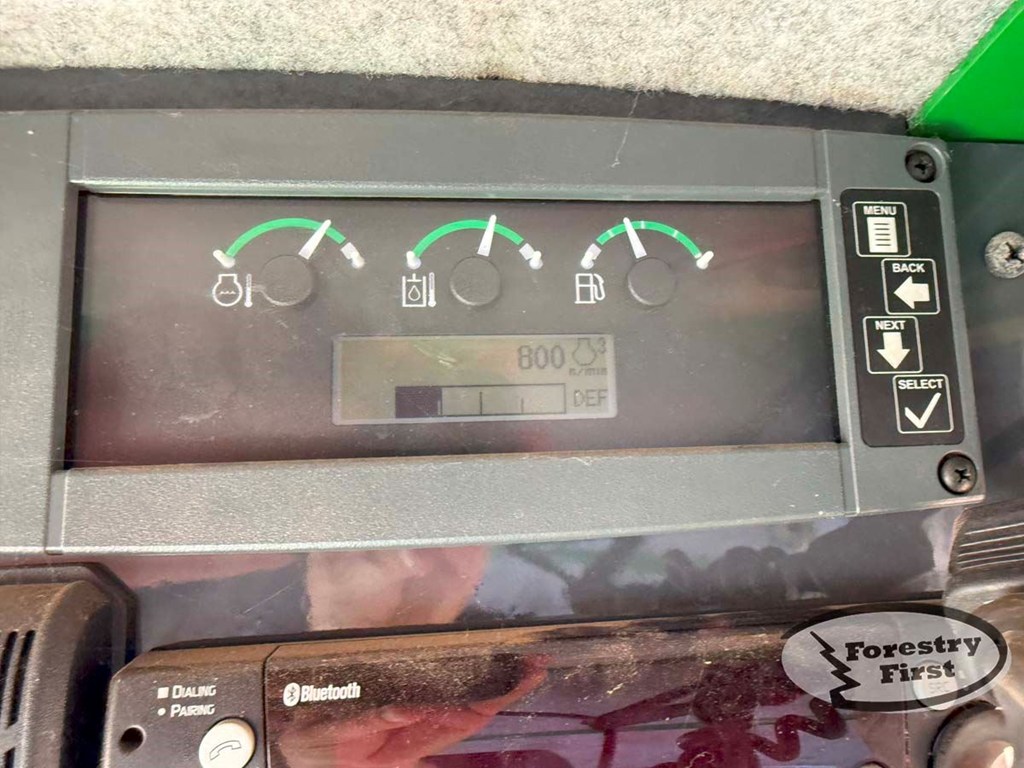 MENU
BACK
NEXT
SELECT
800
n/min
DEF
DIALING
PAIRING
Bluetooth
Forestry
First